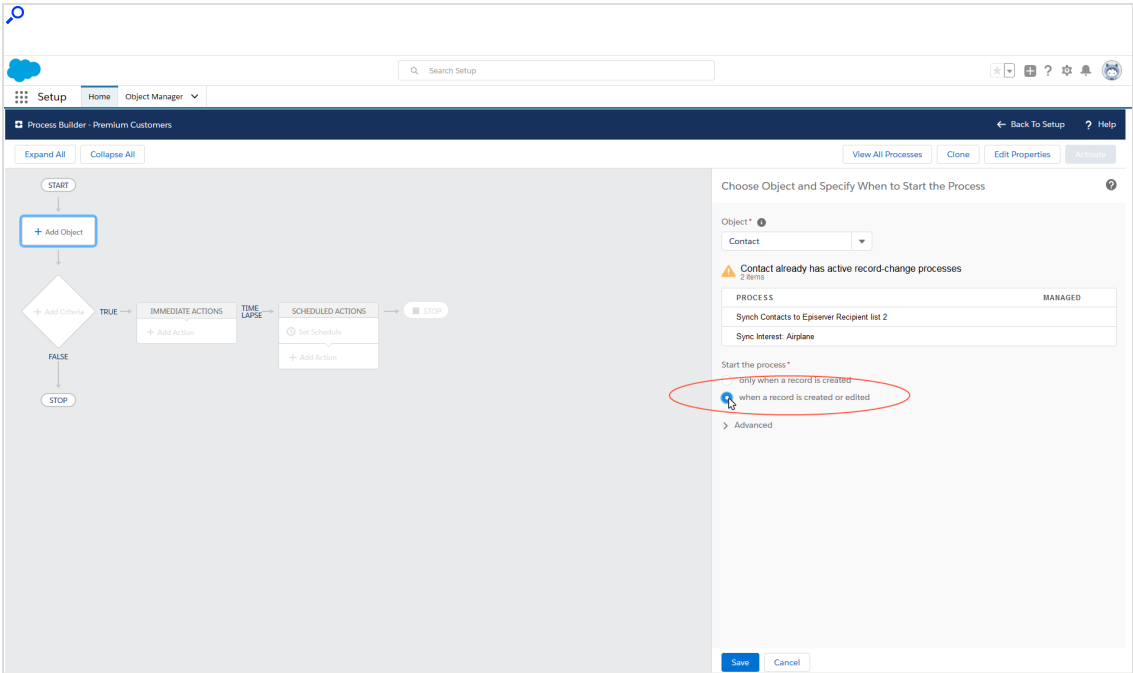 Search Setup
Setup Home Object Manager
Process Builder - Premium Customers Back To Setup ? Help
Expand All Collapse All View All Processes Clone Edit Properties Activate
START
+ Add Object
+ Add Criteria TRUE IMMEDIATE ACTIONS TIME LAPSE SCHEDULED ACTIONS STOP
+ Add Action Set Schedule
+ Add Action
FALSE
STOP
Choose Object and Specify When to Start the Process ?
Object*
Contact
Contact already has active record-change processes
2 items
PROCESS MANAGED
Synch Contacts to Episerver Recipient list 2
Sync Interest: Airplane
Start the process*
only when a record is created
when a record is created or edited
Advanced
Save Cancel